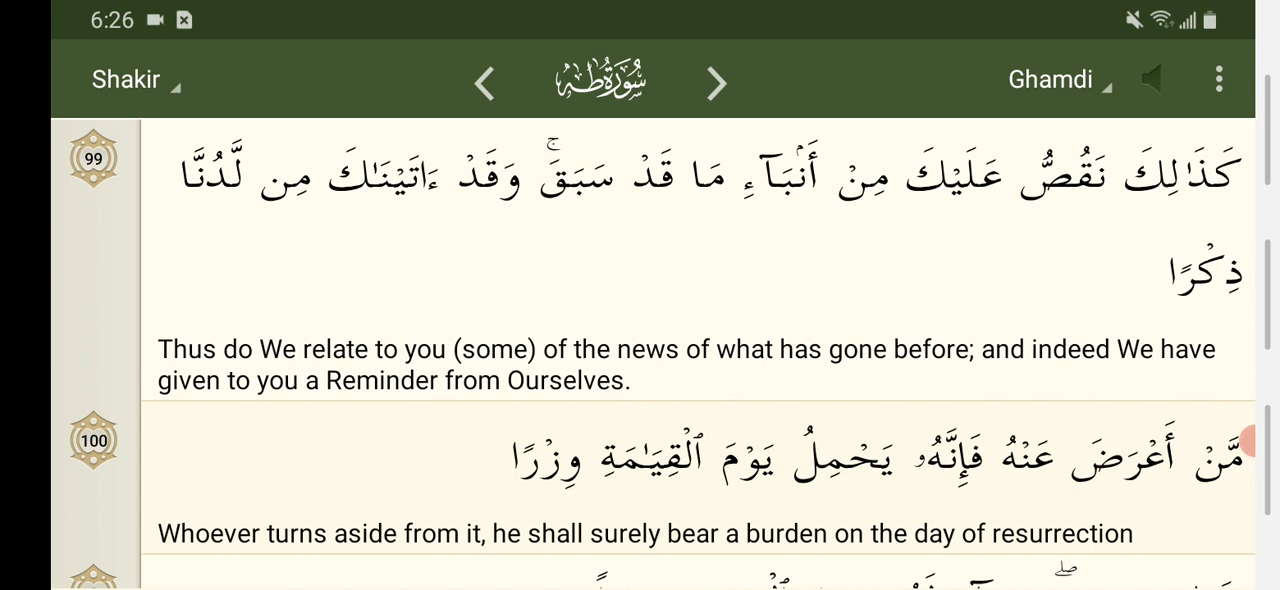 6:26
Shakir
سُورَةُ طه
Ghamdi
99
كَذَٰلِكَ نَقُصُّ عَلَيْكَ مِنْ أَنۢبَآءِ مَا قَدْ سَبَقَ ۚ وَقَدْ ءَاتَيْنَـٰكَ مِن لَّدُنَّا
ذِكْرًا
Thus do We relate to you (some) of the news of what has gone before; and indeed We have
given to you a Reminder from Ourselves.
100
مَّنْ أَعْرَضَ عَنْهُ فَإِنَّهُۥ يَحْمِلُ يَوْمَ ٱلْقِيَـٰمَةِ وِزْرًا
Whoever turns aside from it, he shall surely bear a burden on the day of resurrection